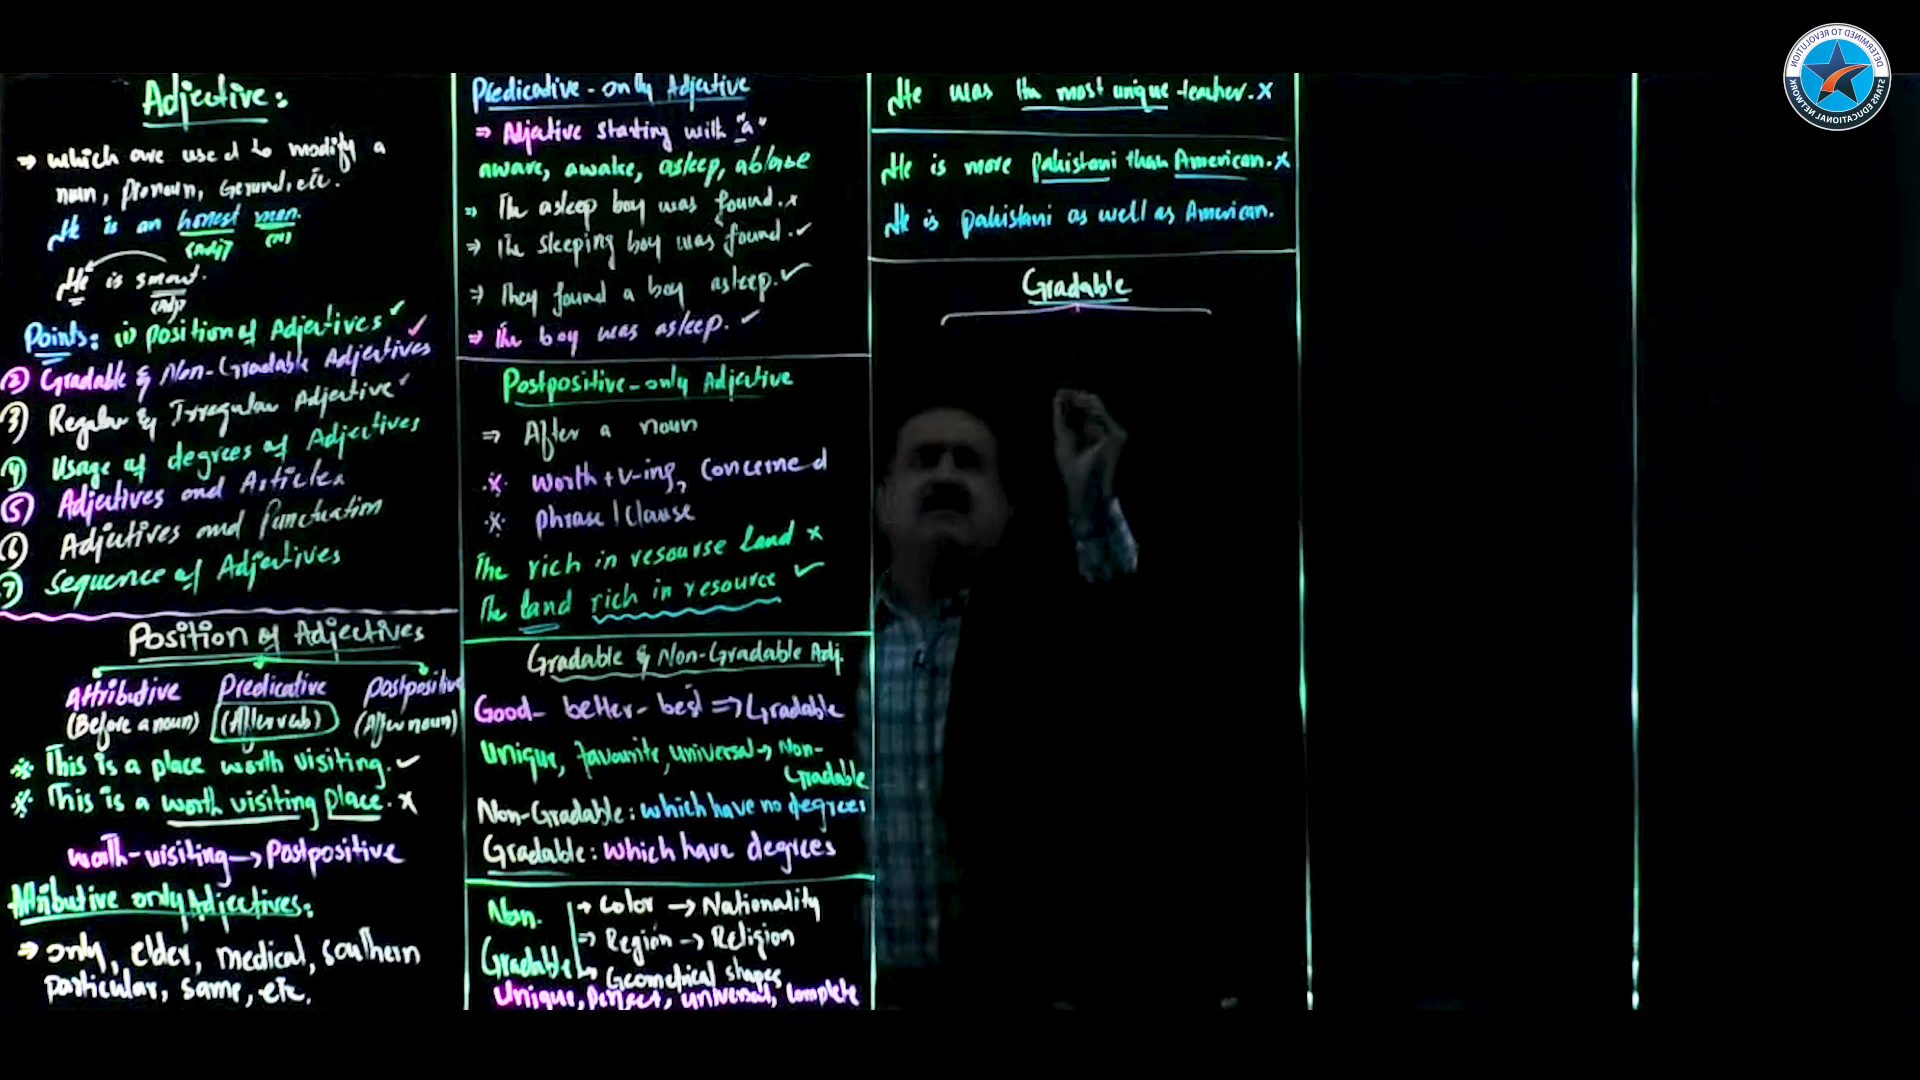 Adjective:
⇒ which are used to modify a
noun, pronoun, Gerund, etc.
He is an honest man.
(Adj) (N)
He is smart.
(Adj)
Points: (i) Position of Adjectives ✓
② Gradable & Non-Gradable Adjectives ✓
③ Regular & Irregular Adjective ✓
④ Usage of degrees of Adjectives
⑤ Adjectives and Articles
⑥ Adjectives and Punctuation
⑦ Sequence of Adjectives
Position of Adjectives
Attributive Predicative Postpositive
(Before a noun) (After verb) (After noun)
※ This is a place worth visiting. ✓
※ This is a worth visiting place. ×
worth-visiting → Postpositive
Attributive only Adjectives:
⇒ only, elder, medical, southern
particular, same, etc.
Predicative-only Adjective
⇒ Adjective starting with "a"
aware, awake, asleep, ablaze
⇒ The asleep boy was found. ×
⇒ The sleeping boy was found. ✓
⇒ They found a boy asleep. ✓
⇒ The boy was asleep. ✓
Postpositive-only Adjective
⇒ After a noun
※ worth + v-ing, concerned
※ phrase / clause
The rich in resourse land ×
The land rich in resource ✓
Gradable & Non-Gradable Adj.
Good - better - best ⇒ Gradable
Unique, favourite, universal → Non-
Gradable
Non-Gradable: which have no degrees
Gradable: which have degrees
Non.
Gradable
→ Color → Nationality
⇒ Region → Religion
↳ Geometrical shapes
Unique, perfect, universal, complete
He was the most unique teacher. ×
He is more Pakistani than American. ×
He is pakistani as well as American.
Gradable
DETERMINED TO REVOLUTION
STARS EDUCATIONAL NETWORK